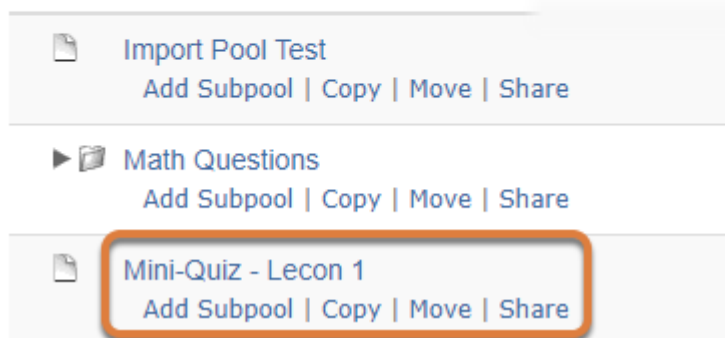 Import Pool Test
Add Subpool | Copy | Move | Share
Math Questions
Add Subpool | Copy | Move | Share
Mini-Quiz - Lecon 1
Add Subpool | Copy | Move | Share